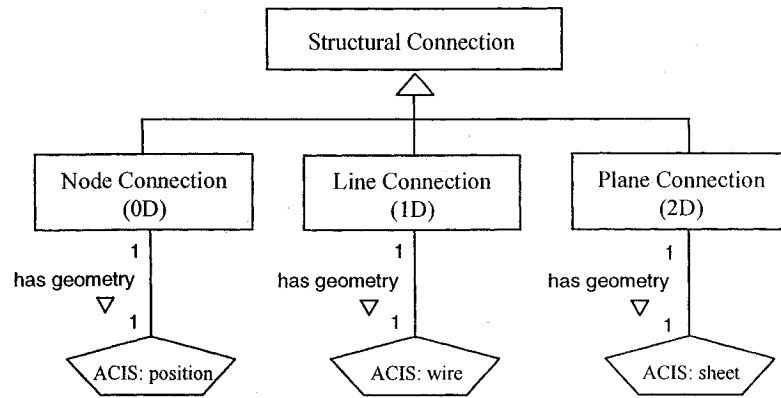 Structural Connection
Node Connection
(0D)
Line Connection
(1D)
Plane Connection
(2D)
1
1
1
has geometry
has geometry
has geometry
1
1
1
ACIS: position
ACIS: wire
ACIS: sheet